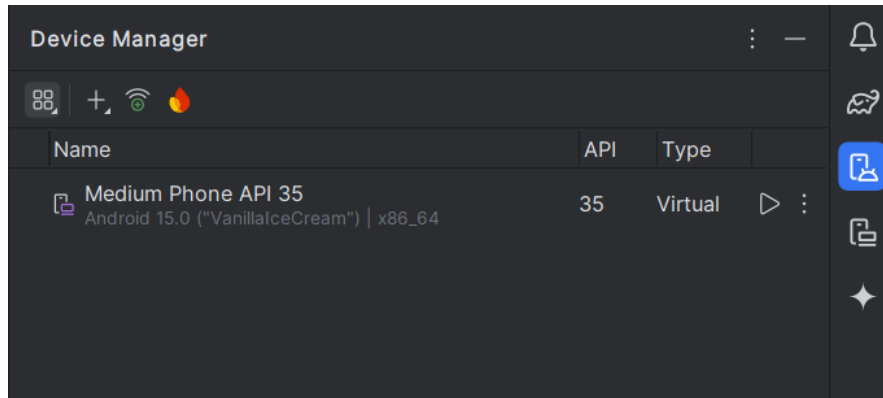 Device Manager
Name API Type
Medium Phone API 35 35 Virtual
Android 15.0 ("VanillaIceCream") | x86_64